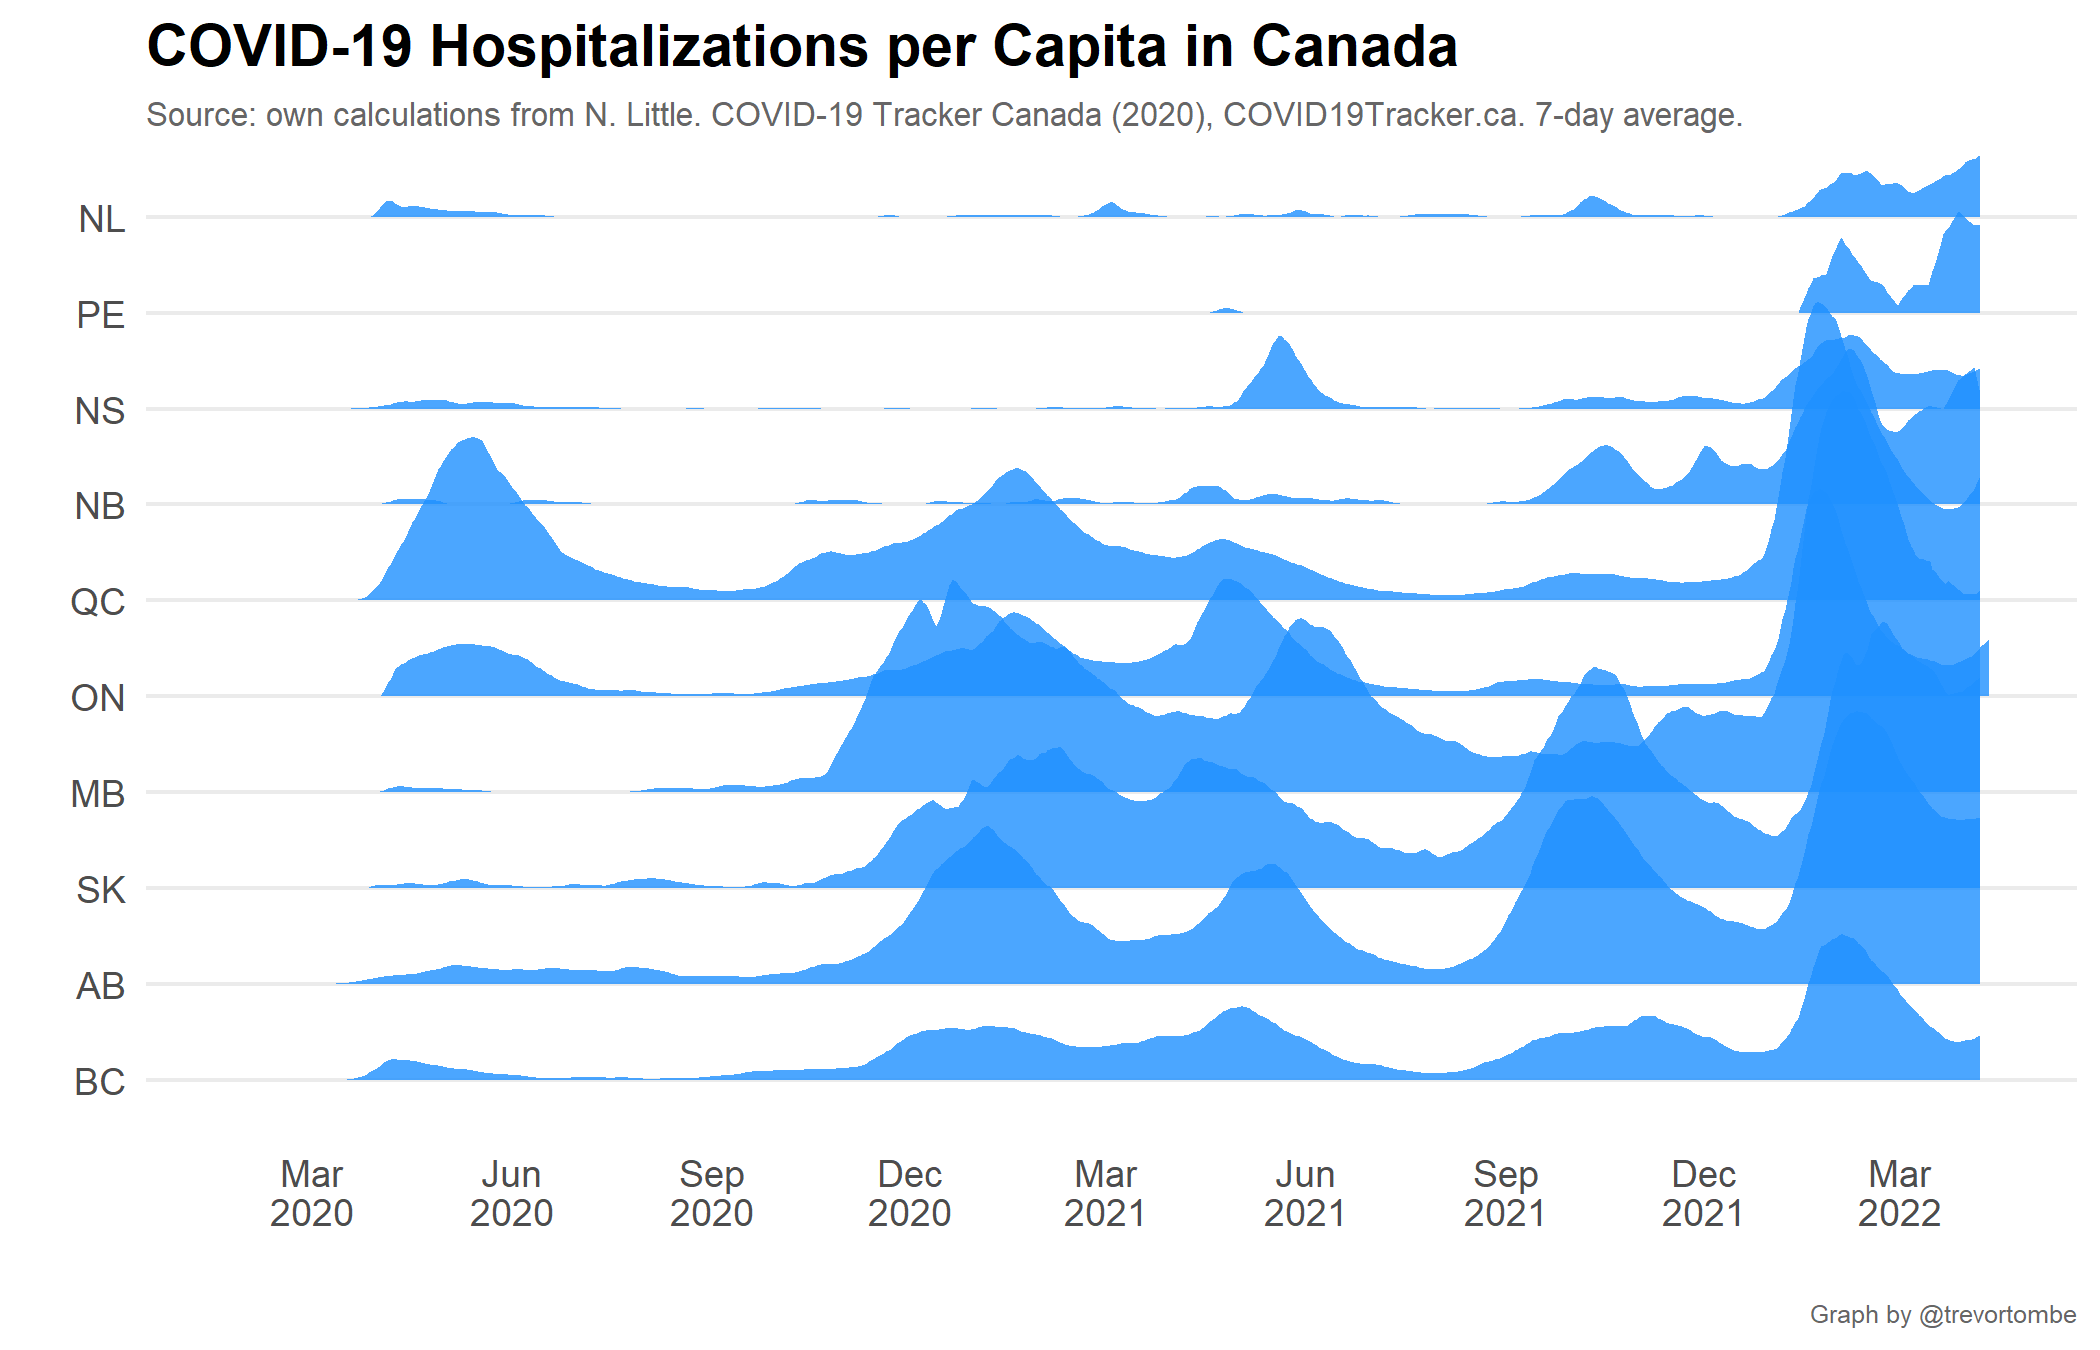 COVID-19 Hospitalizations per Capita in Canada
Source: own calculations from N. Little. COVID-19 Tracker Canada (2020), COVID19Tracker.ca. 7-day average.
NL
PE
NS
NB
QC
ON
MB
SK
AB
BC
Mar Jun Sep Dec Mar Jun Sep Dec Mar
2020 2020 2020 2020 2021 2021 2021 2021 2022
Graph by @trevortombe